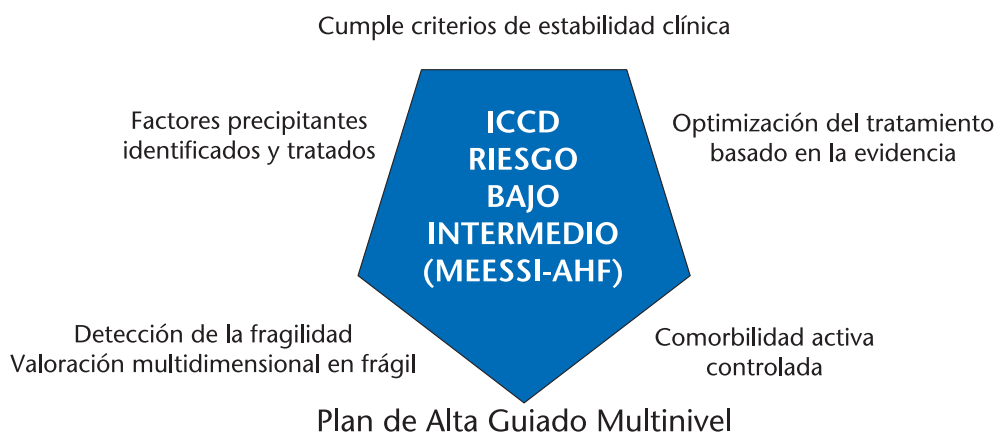 Cumple criterios de estabilidad clínica
Factores precipitantes
identificados y tratados
ICCD
RIESGO
BAJO
INTERMEDIO
(MEESSI-AHF)
Optimización del tratamiento
basado en la evidencia
Detección de la fragilidad
Valoración multidimensional en frágil
Comorbilidad activa
controlada
Plan de Alta Guiado Multinivel